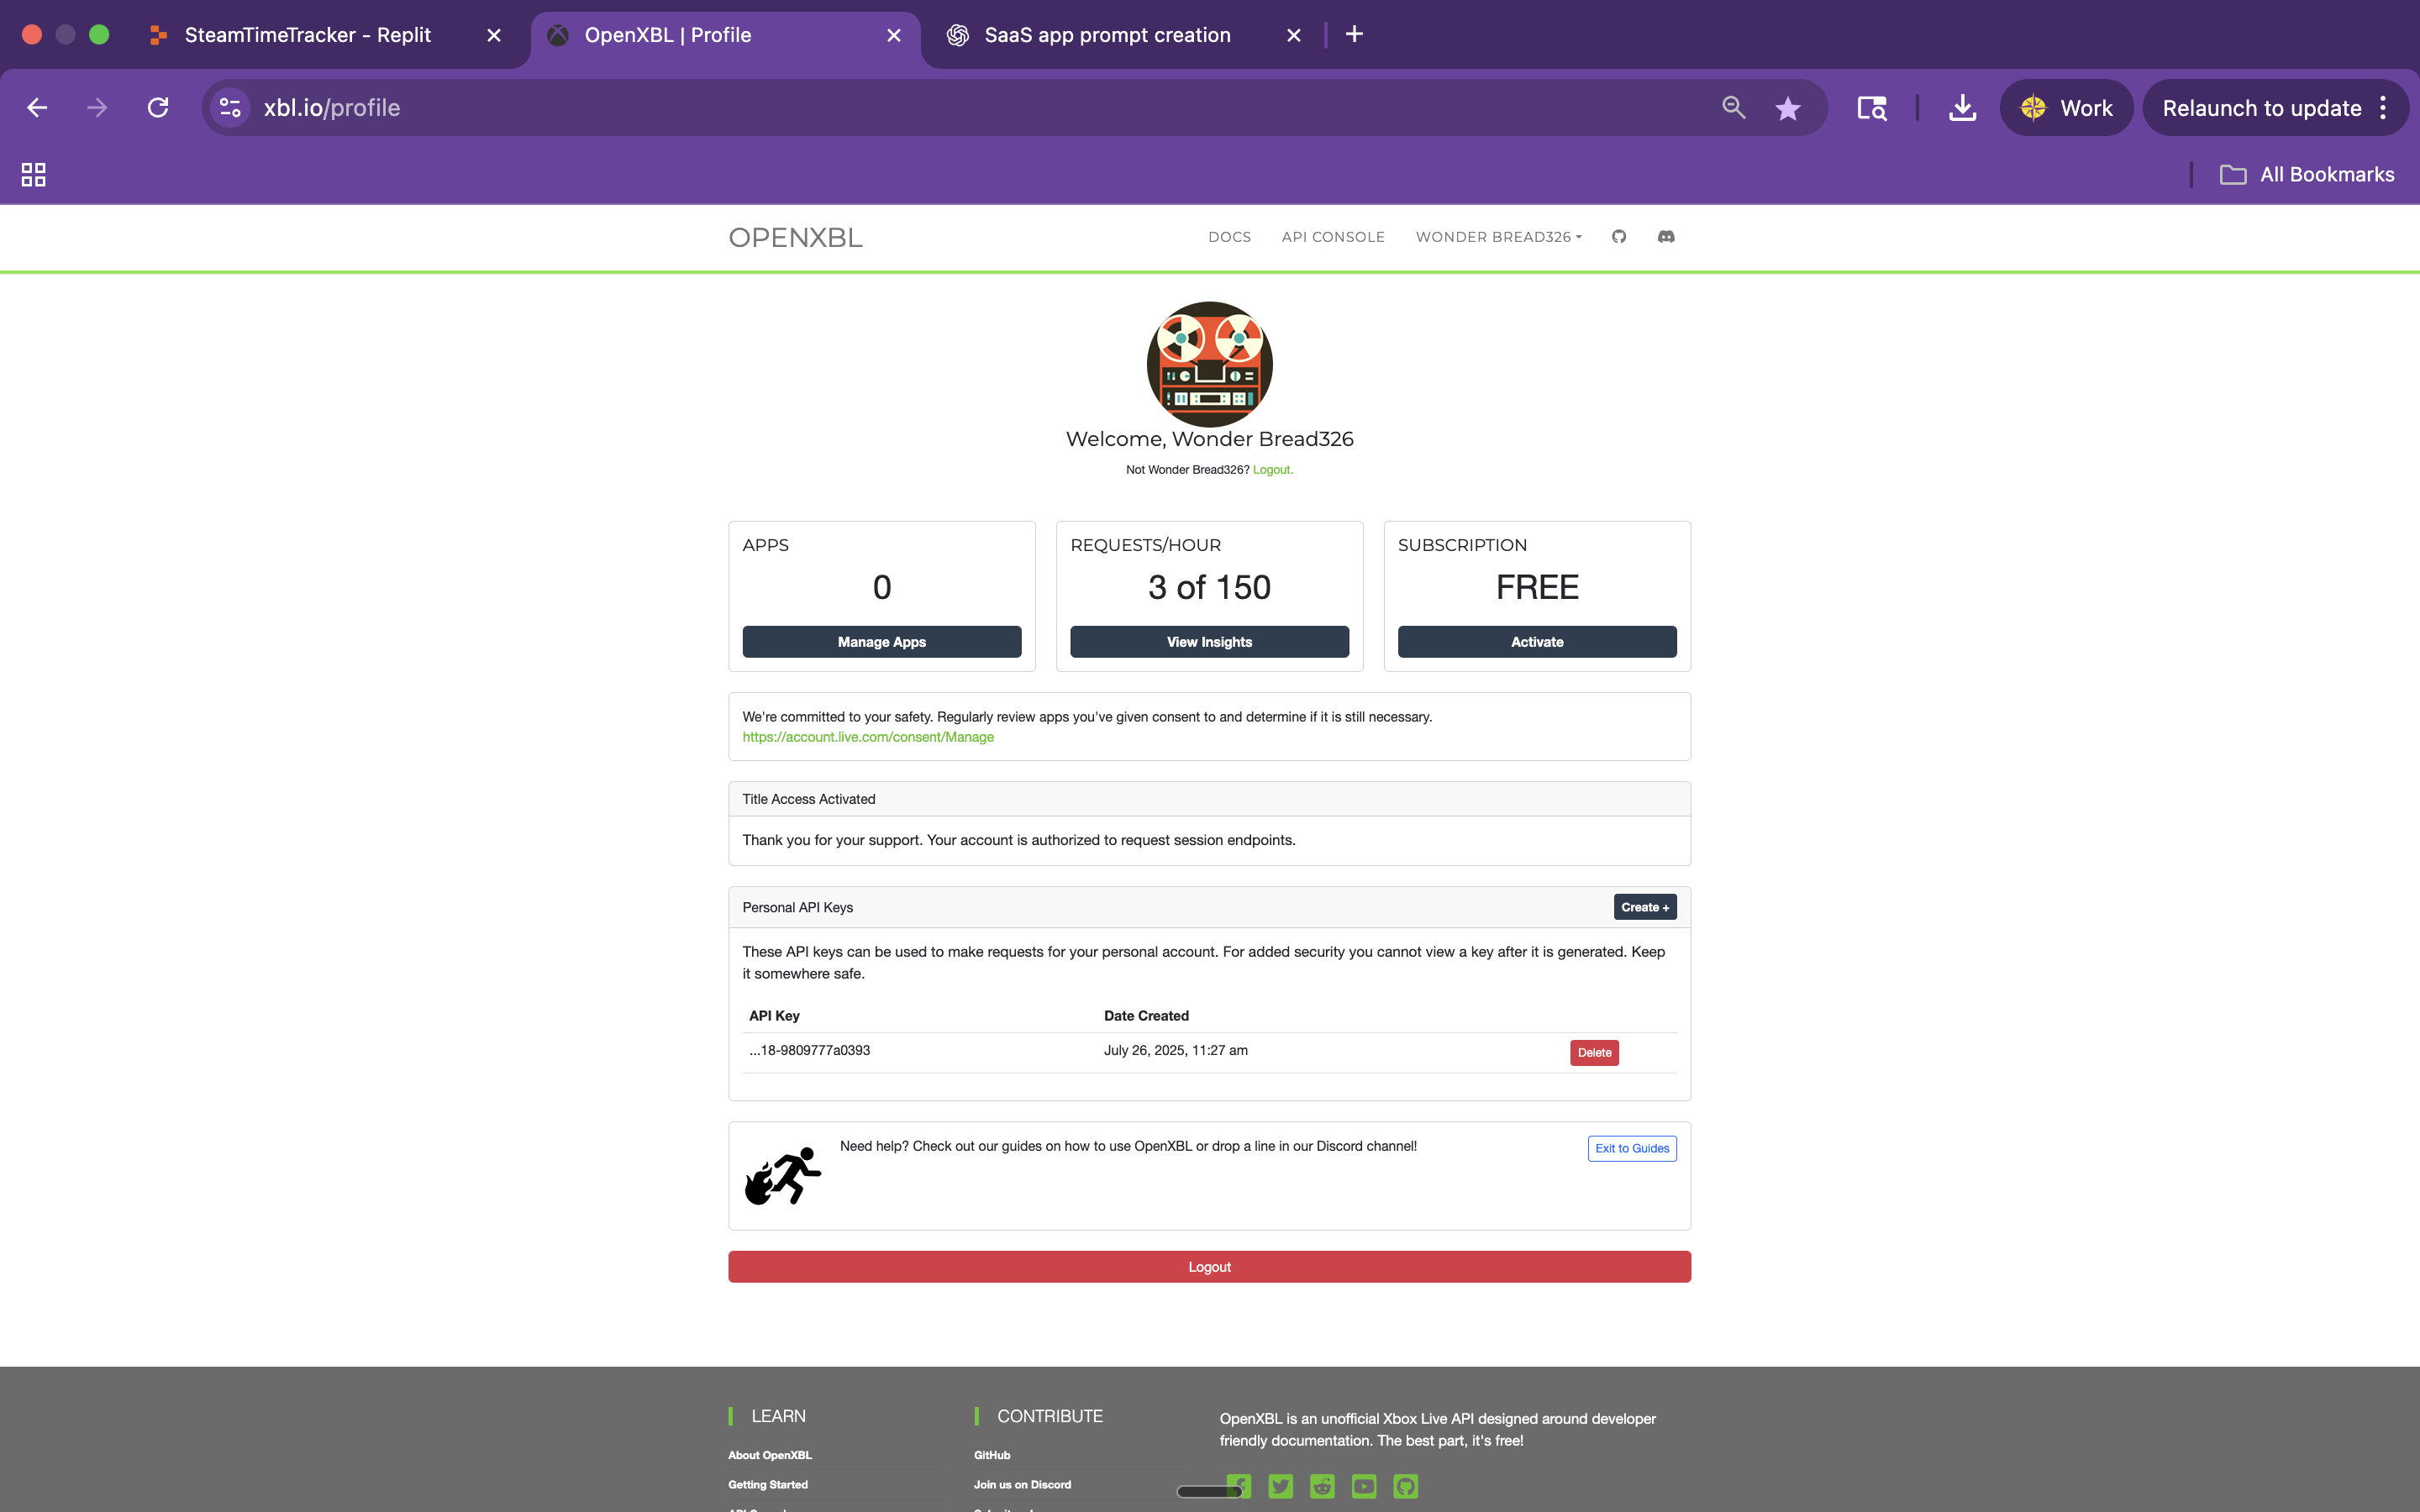 SteamTimeTracker - Replit
OpenXBL | Profile
SaaS app prompt creation
xbl.io/profile
Work
Relaunch to update
All Bookmarks
OPENXBL
DOCS
API CONSOLE
WONDER BREAD326
Welcome, Wonder Bread326
Not Wonder Bread326? Logout.
APPS
0
Manage Apps
REQUESTS/HOUR
3 of 150
View Insights
SUBSCRIPTION
FREE
Activate
We're committed to your safety. Regularly review apps you've given consent to and determine if it is still necessary.
https://account.live.com/consent/Manage
Title Access Activated
Thank you for your support. Your account is authorized to request session endpoints.
Personal API Keys
Create +
These API keys can be used to make requests for your personal account. For added security you cannot view a key after it is generated. Keep
it somewhere safe.
API Key
Date Created
...18-9809777a0393
July 26, 2025, 11:27 am
Delete
Need help? Check out our guides on how to use OpenXBL or drop a line in our Discord channel!
Exit to Guides
Logout
LEARN
About OpenXBL
Getting Started
CONTRIBUTE
GitHub
Join us on Discord
OpenXBL is an unofficial Xbox Live API designed around developer
friendly documentation. The best part, it's free!